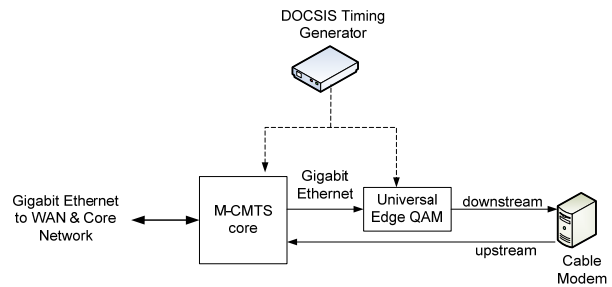 DOCSIS Timing
Generator
Gigabit
Ethernet
Gigabit Ethernet
to WAN & Core
Network
M-CMTS
core
Universal
Edge QAM
downstream
upstream
Cable
Modem